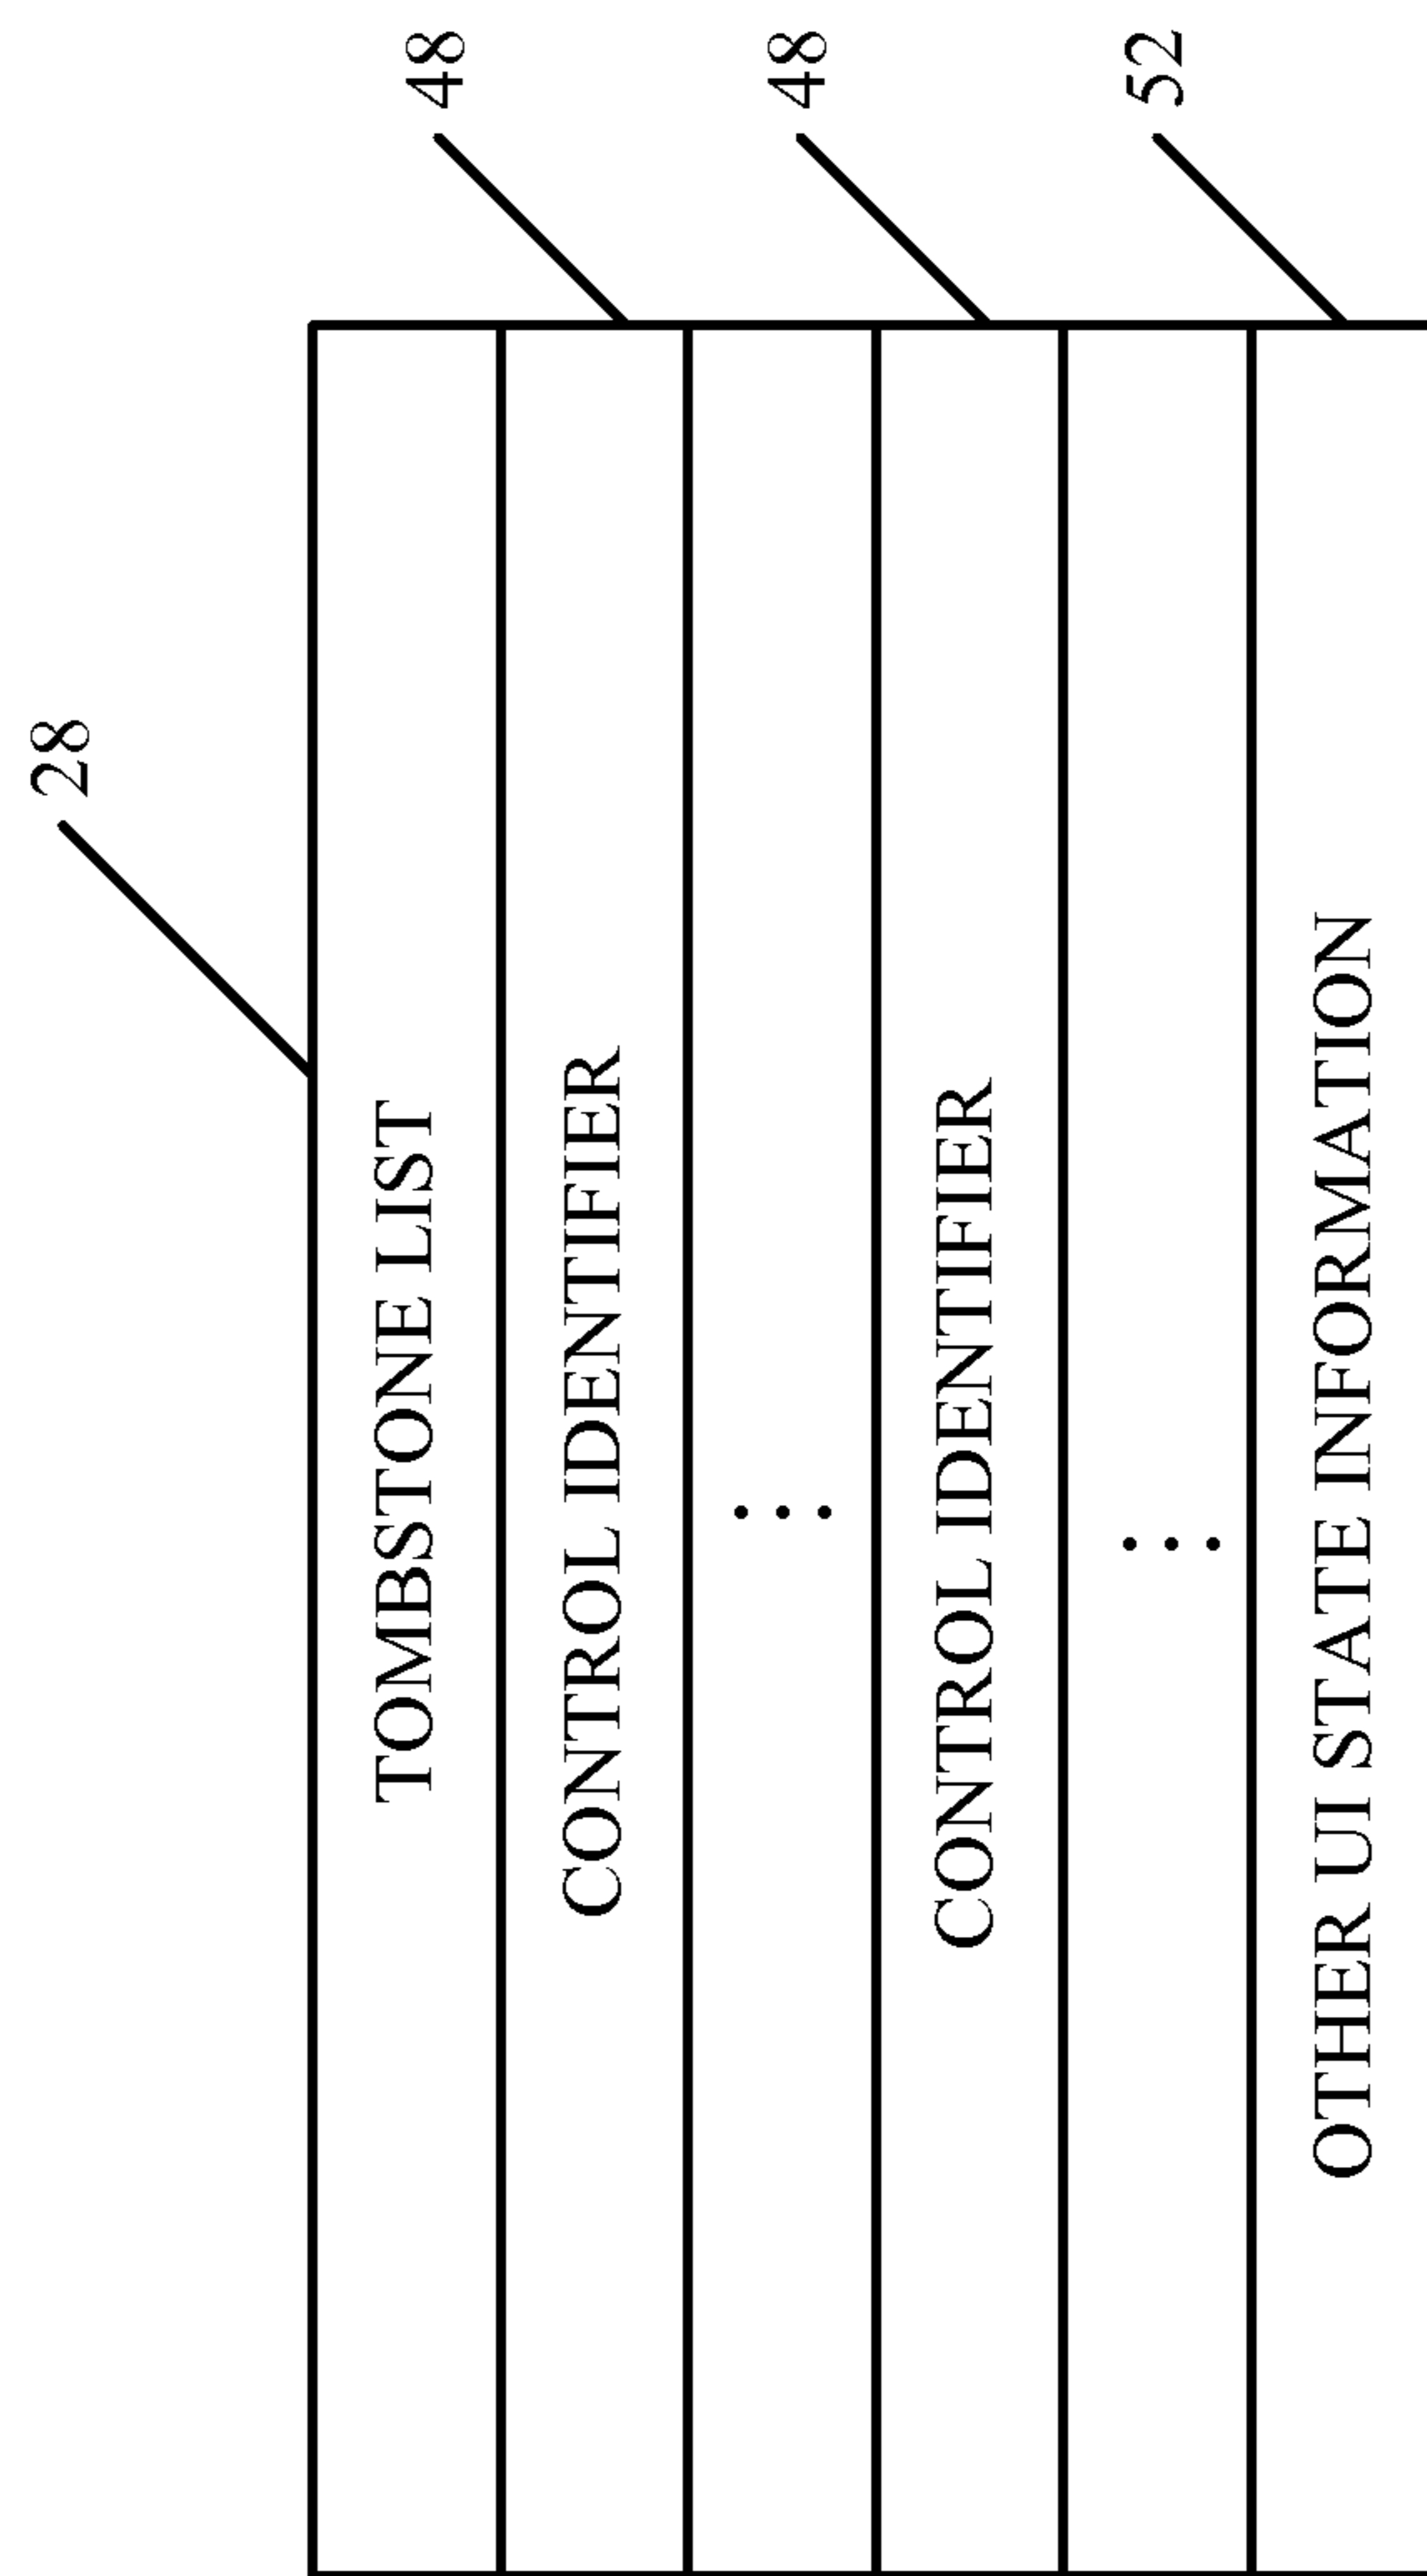 28
TOMBSTONE LIST
CONTROL IDENTIFIER
48
...
CONTROL IDENTIFIER
48
...
OTHER UI STATE INFORMATION
52